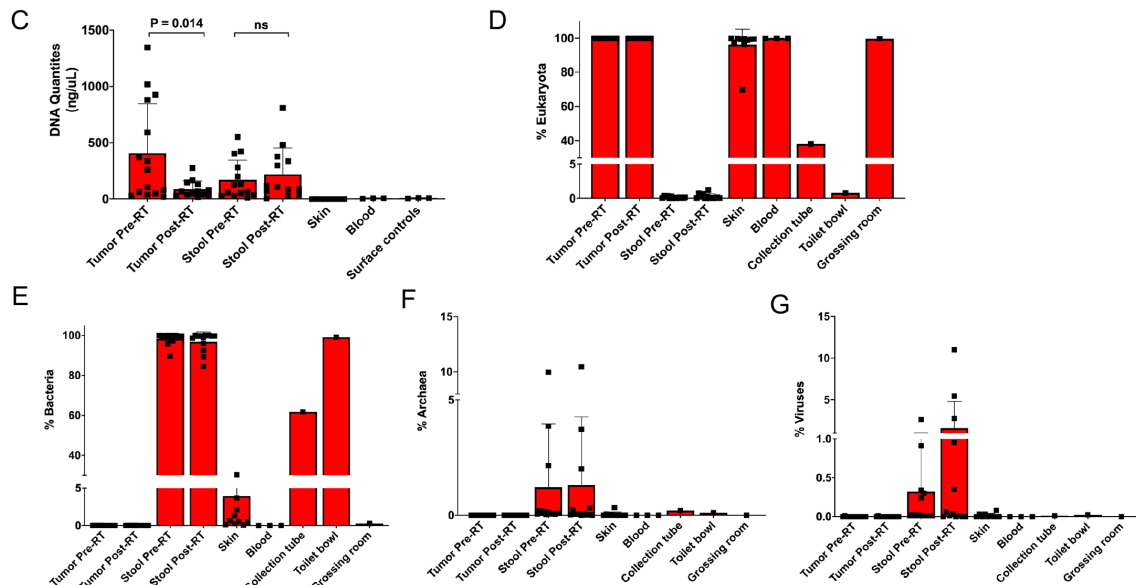 C
DNA Quantites
(ng/uL)
1500
1000
500
0
P = 0.014
ns
Tumor Pre-RT
Tumor Post-RT
Stool Pre-RT
Stool Post-RT
Skin
Blood
Surface controls
D
% Eukaryota
100
80
60
40
5
0
Tumor Pre-RT
Tumor Post-RT
Stool Pre-RT
Stool Post-RT
Skin
Blood
Collection tube
Toilet bowl
Grossing room
E
% Bacteria
100
80
60
40
5
0
Tumor Pre-RT
Tumor Post-RT
Stool Pre-RT
Stool Post-RT
Skin
Blood
Collection tube
Toilet bowl
Grossing room
F
% Archaea
15
10
5
0
Tumor Pre-RT
Tumor Post-RT
Stool Pre-RT
Stool Post-RT
Skin
Blood
Collection tube
Toilet bowl
Grossing room
G
% Viruses
15
10
5
1.0
0.5
0.0
Tumor Pre-RT
Tumor Post-RT
Stool Pre-RT
Stool Post-RT
Skin
Blood
Collection tube
Toilet bowl
Grossing room